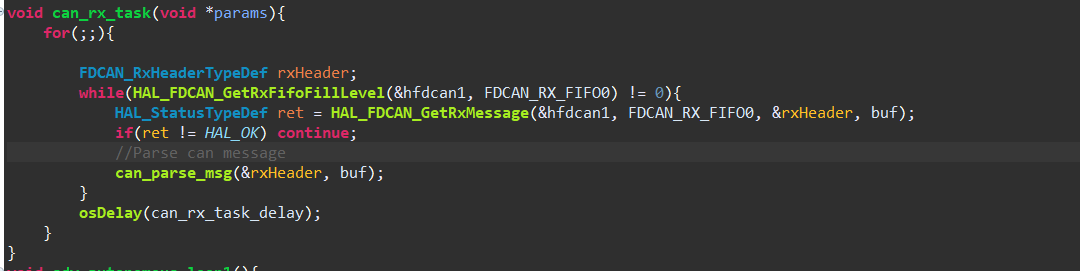 void can_rx_task(void *params){
    for(;;){
        FDCAN_RxHeaderTypeDef rxHeader;
        while(HAL_FDCAN_GetRxFifoFillLevel(&hfdcan1, FDCAN_RX_FIFO0) != 0){
            HAL_StatusTypeDef ret = HAL_FDCAN_GetRxMessage(&hfdcan1, FDCAN_RX_FIFO0, &rxHeader, buf);
            if(ret != HAL_OK) continue;
            //Parse can message
            can_parse_msg(&rxHeader, buf);
        }
        osDelay(can_rx_task_delay);
    }
}